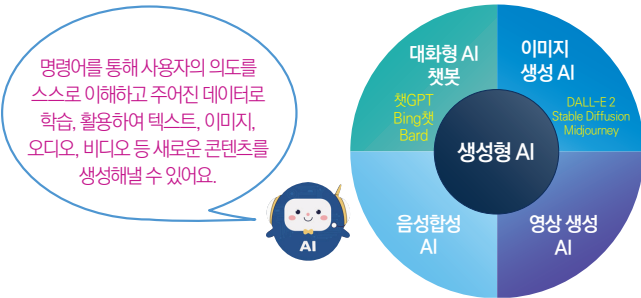 명령어를 통해 사용자의 의도를
스스로 이해하고 주어진 데이터로
학습, 활용하여 텍스트, 이미지,
오디오, 비디오 등 새로운 콘텐츠를
생성해낼 수 있어요.
AI
대화형 AI
챗봇
챗GPT
Bing챗
Bard
이미지
생성 AI
DALL-E 2
Stable Diffusion
Midjourney
생성형 AI
음성합성
AI
영상 생성
AI